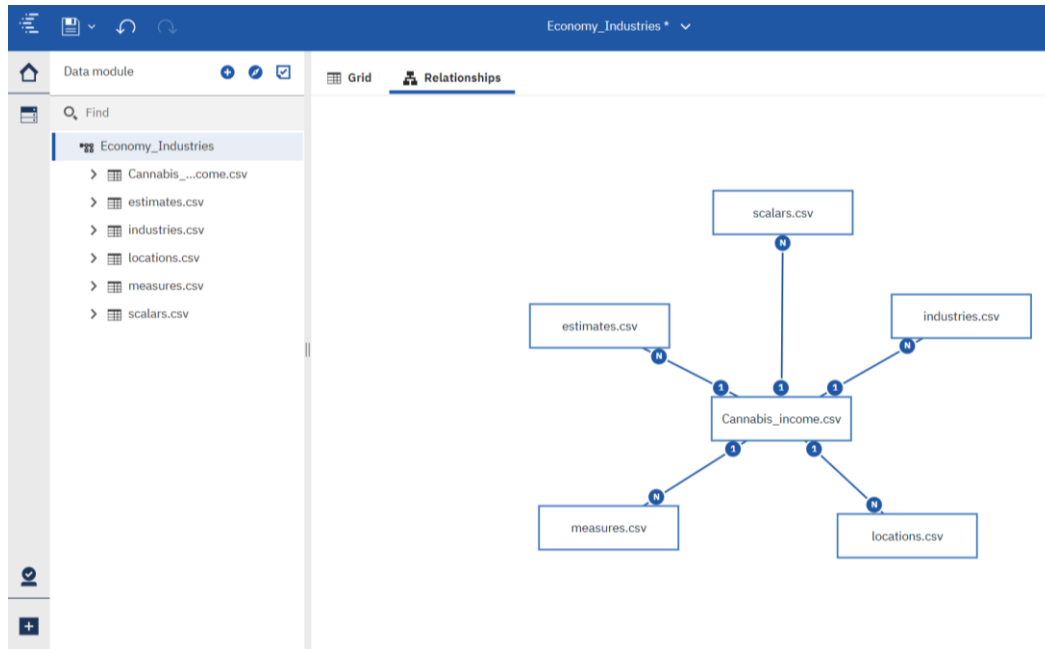 Economy_Industries *
Data module
Grid
Relationships
Find
Economy_Industries
Cannabis_...come.csv
estimates.csv
industries.csv
locations.csv
measures.csv
scalars.csv
scalars.csv
N
estimates.csv
industries.csv
N
N
1
1
1
Cannabis_income.csv
1
1
N
N
measures.csv
locations.csv